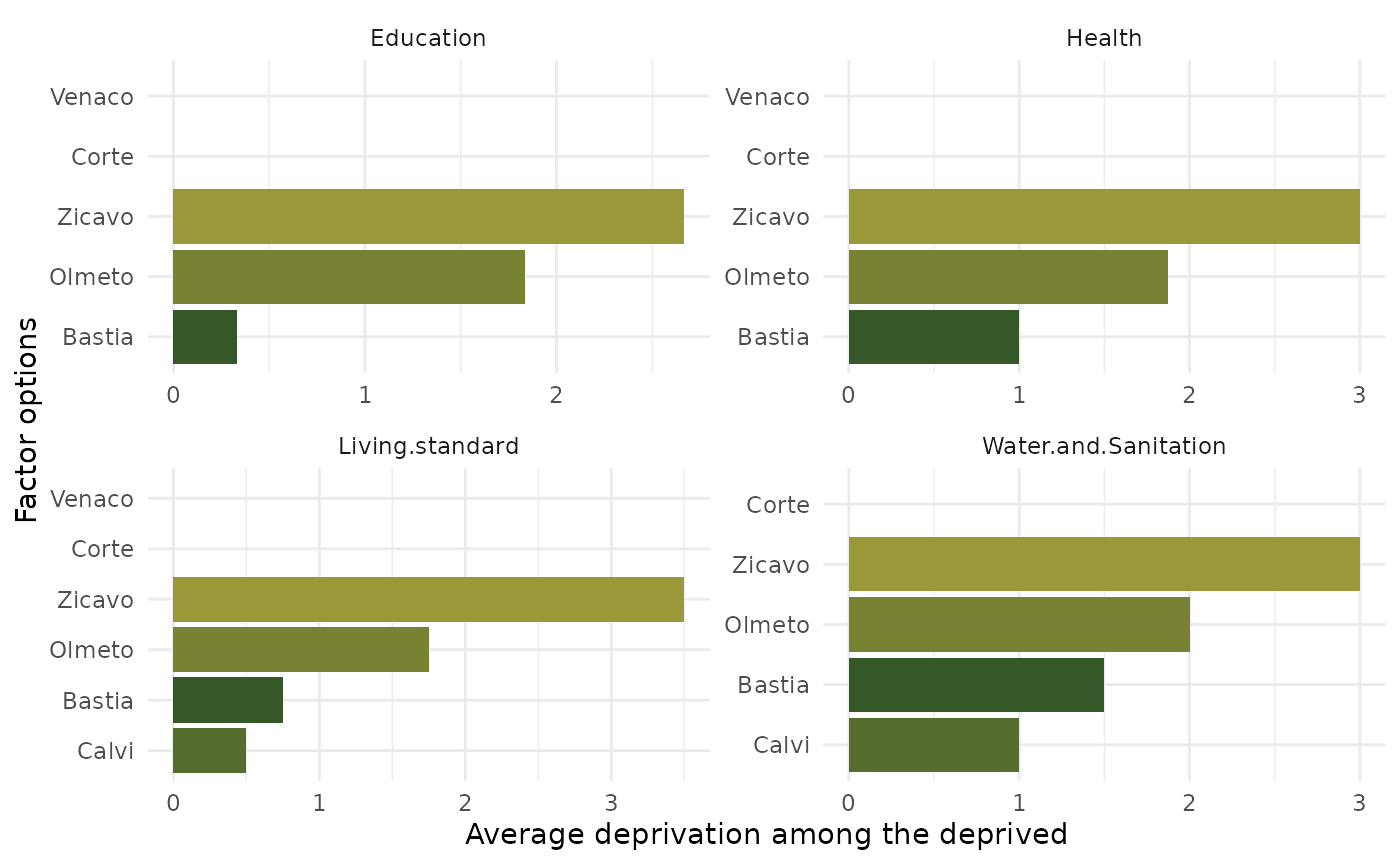 Education
Venaco
Corte
Zicavo
Olmeto
Bastia
0 1 2
Health
Venaco
Corte
Zicavo
Olmeto
Bastia
0 1 2 3
Living.standard
Venaco
Corte
Zicavo
Olmeto
Bastia
Calvi
0 1 2 3
Water.and.Sanitation
Corte
Zicavo
Olmeto
Bastia
Calvi
0 1 2 3
Factor options
Average deprivation among the deprived